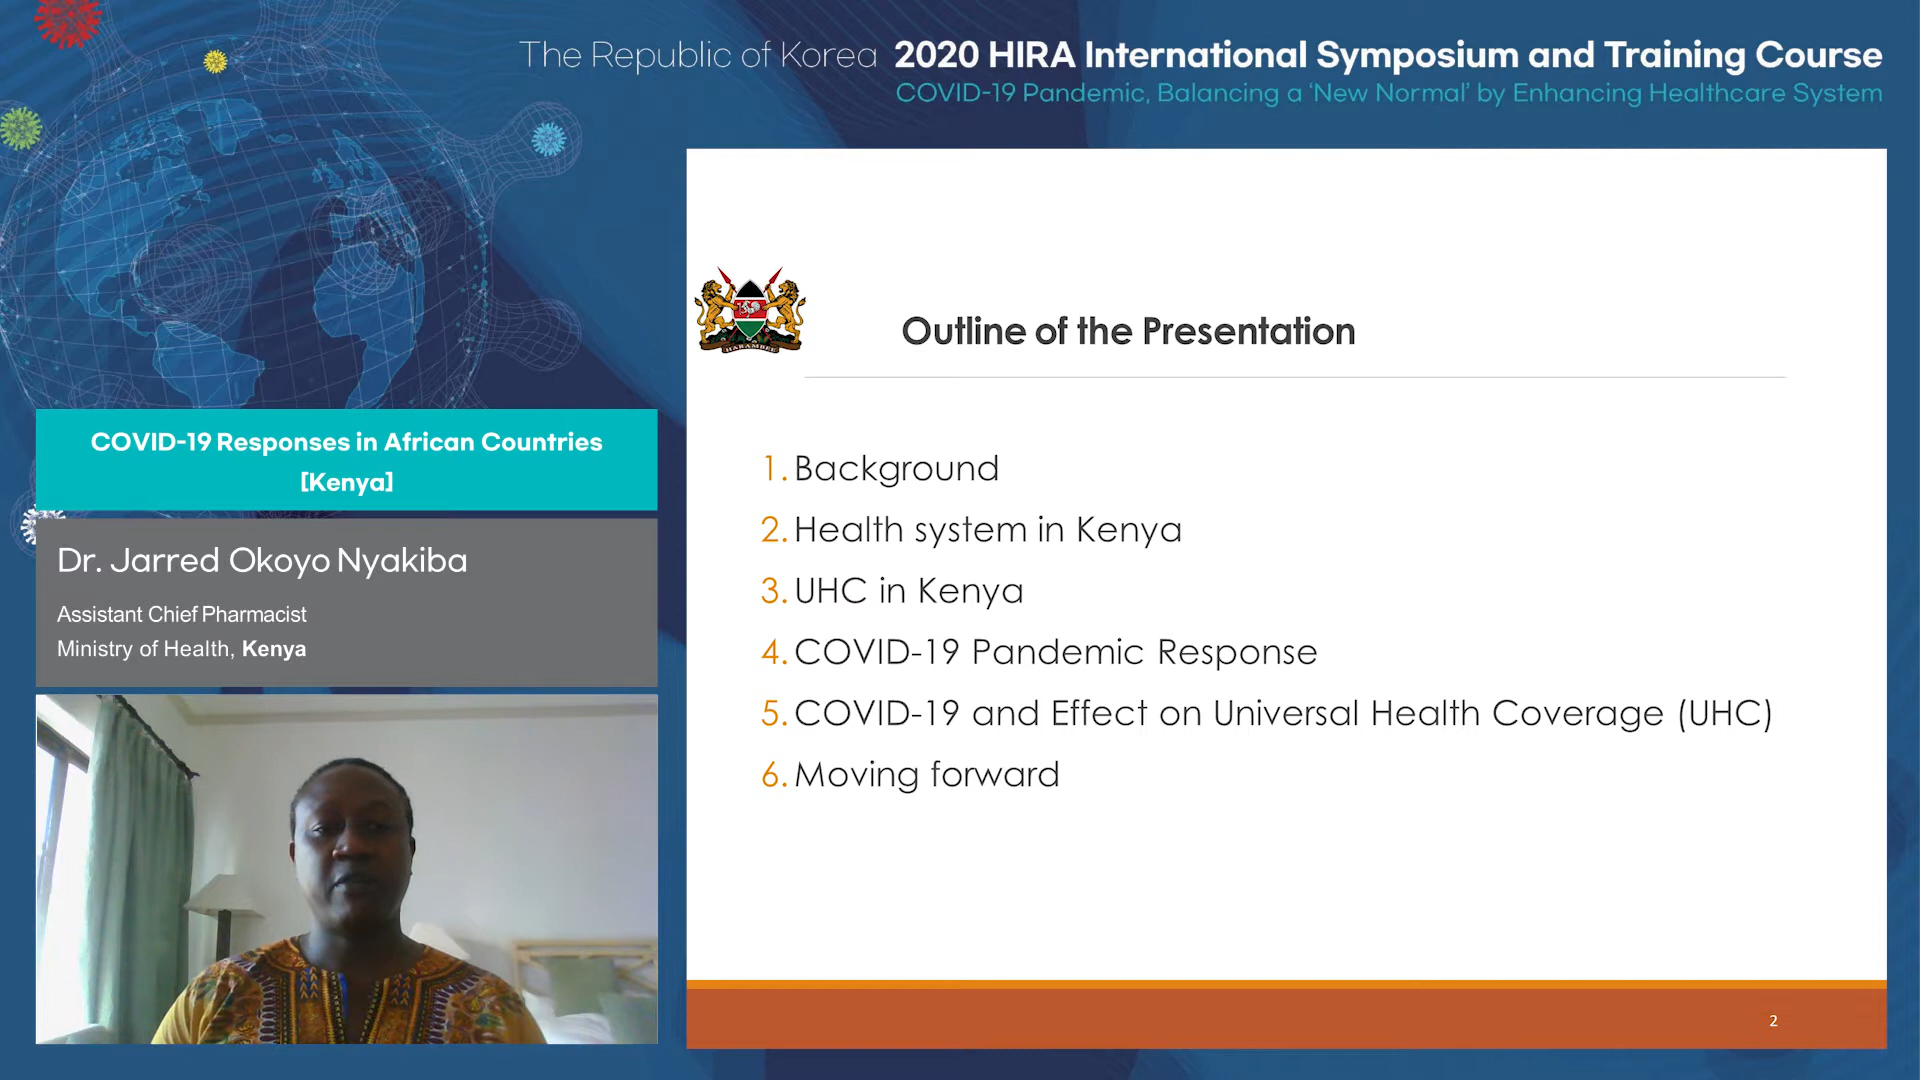 The Republic of Korea 2020 HIRA International Symposium and Training Course
COVID-19 Pandemic, Balancing a 'New Normal' by Enhancing Healthcare System
COVID-19 Responses in African Countries
[Kenya]
Dr. Jarred Okoyo Nyakiba
Assistant Chief Pharmacist
Ministry of Health, Kenya
HARAMBEE
Outline of the Presentation
1. Background
2. Health system in Kenya
3. UHC in Kenya
4. COVID-19 Pandemic Response
5. COVID-19 and Effect on Universal Health Coverage (UHC)
6. Moving forward
2